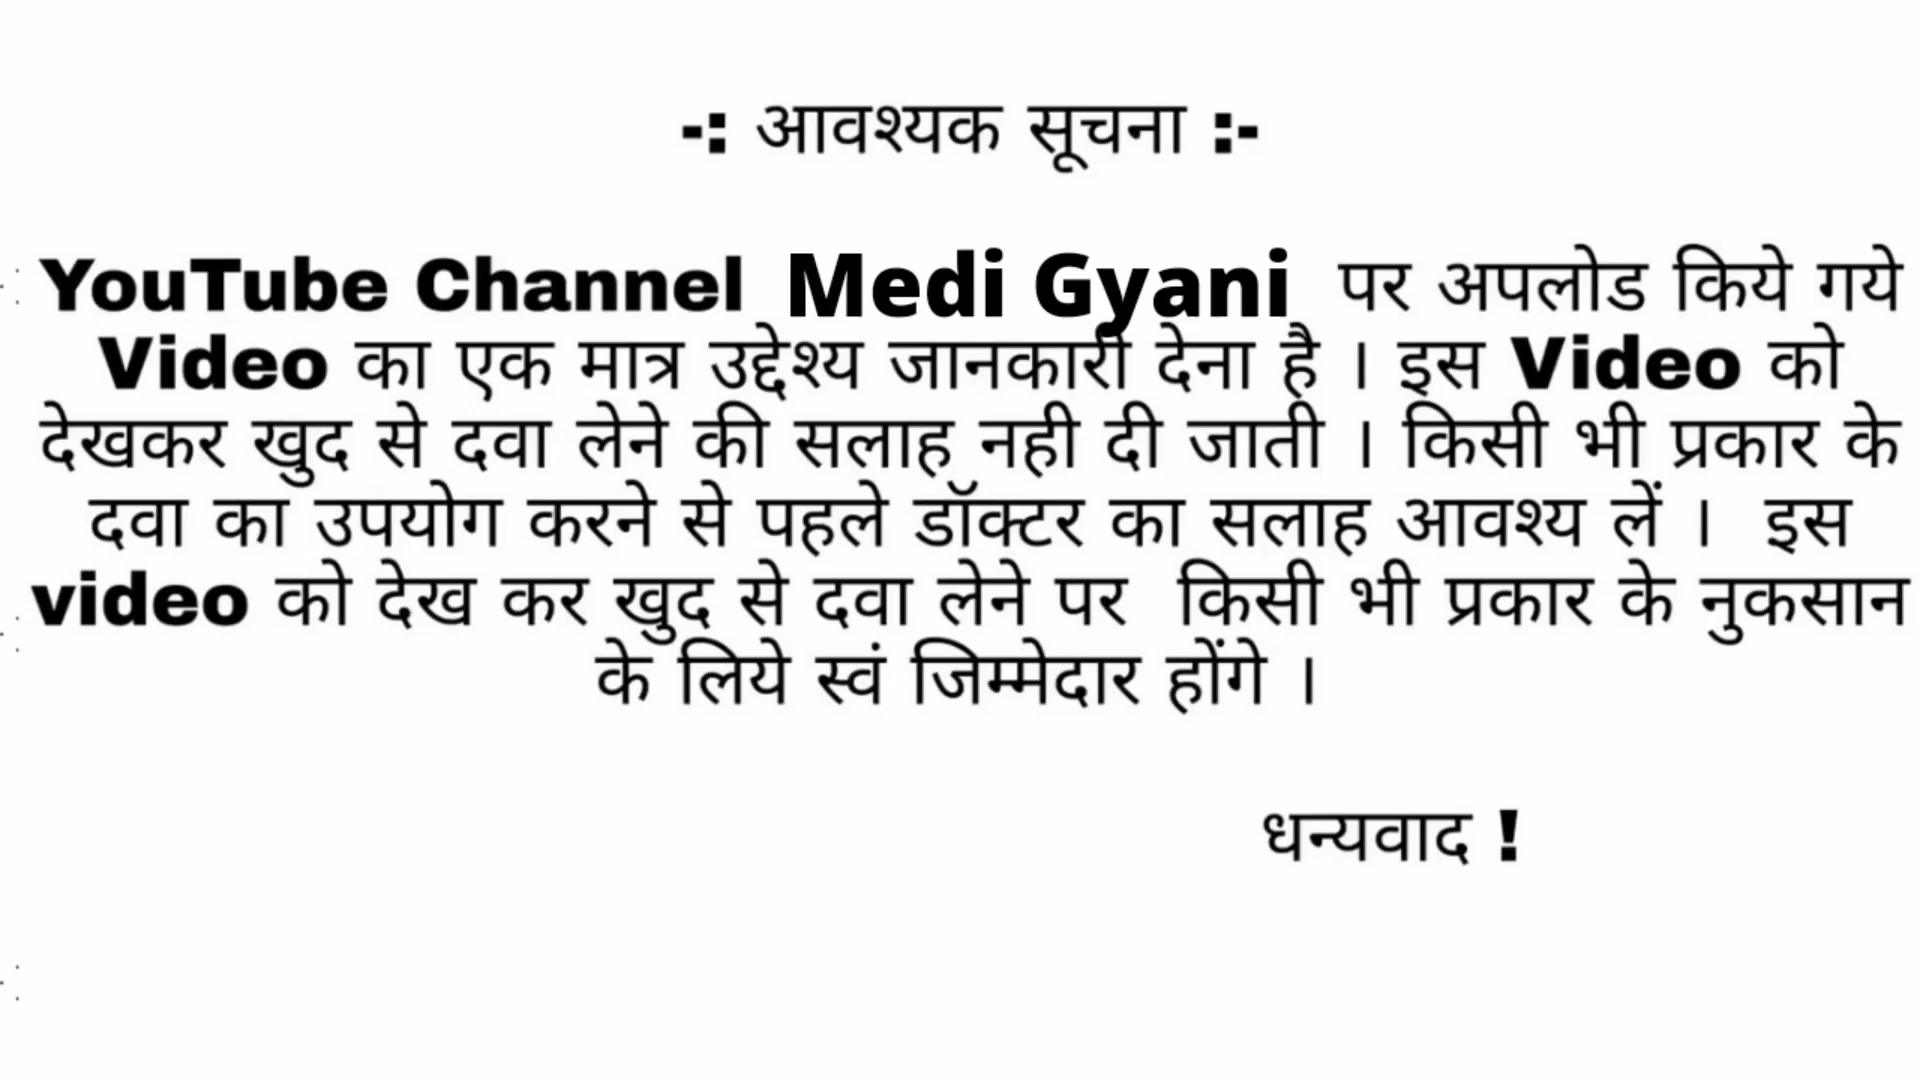 -: आवश्यक सूचना :-
YouTube Channel Medi Gyani पर अपलोड किये गये
Video का एक मात्र उद्देश्य जानकारी देना है । इस Video को
देखकर खुद से दवा लेने की सलाह नही दी जाती । किसी भी प्रकार के
दवा का उपयोग करने से पहले डॉक्टर का सलाह आवश्य लें । इस
video को देख कर खुद से दवा लेने पर किसी भी प्रकार के नुकसान
के लिये स्वं जिम्मेदार होंगे ।
धन्यवाद !